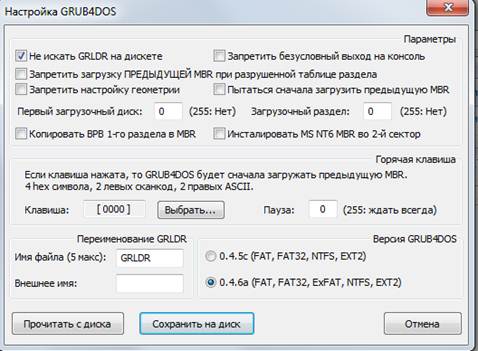 Настройка GRUB4DOS
Параметры
Не искать GRLDR на дискете
Запретить безусловный выход на консоль
Запретить загрузку ПРЕДЫДУЩЕЙ MBR при разрушенной таблице раздела
Запретить настройку геометрии
Пытаться сначала загрузить предыдущую MBR
Первый загрузочный диск: 0 (255: Нет) Загрузочный раздел: 0 (255: Нет)
Копировать BPB 1-го раздела в MBR
Инсталировать MS NT6 MBR во 2-й сектор
Горячая клавиша
Если клавиша нажата, то GRUB4DOS будет сначала загружать предыдущую MBR.
4 hex символа, 2 левых сканкод, 2 правых ASCII.
Клавиша: [ 0000 ] Выбрать... Пауза: 0 (255: ждать всегда)
Переименование GRLDR
Имя файла (5 макс): GRLDR
Внешнее имя:
Версия GRUB4DOS
0.4.5c (FAT, FAT32, NTFS, EXT2)
0.4.6a (FAT, FAT32, ExFAT, NTFS, EXT2)
Прочитать с диска
Сохранить на диск
Отмена